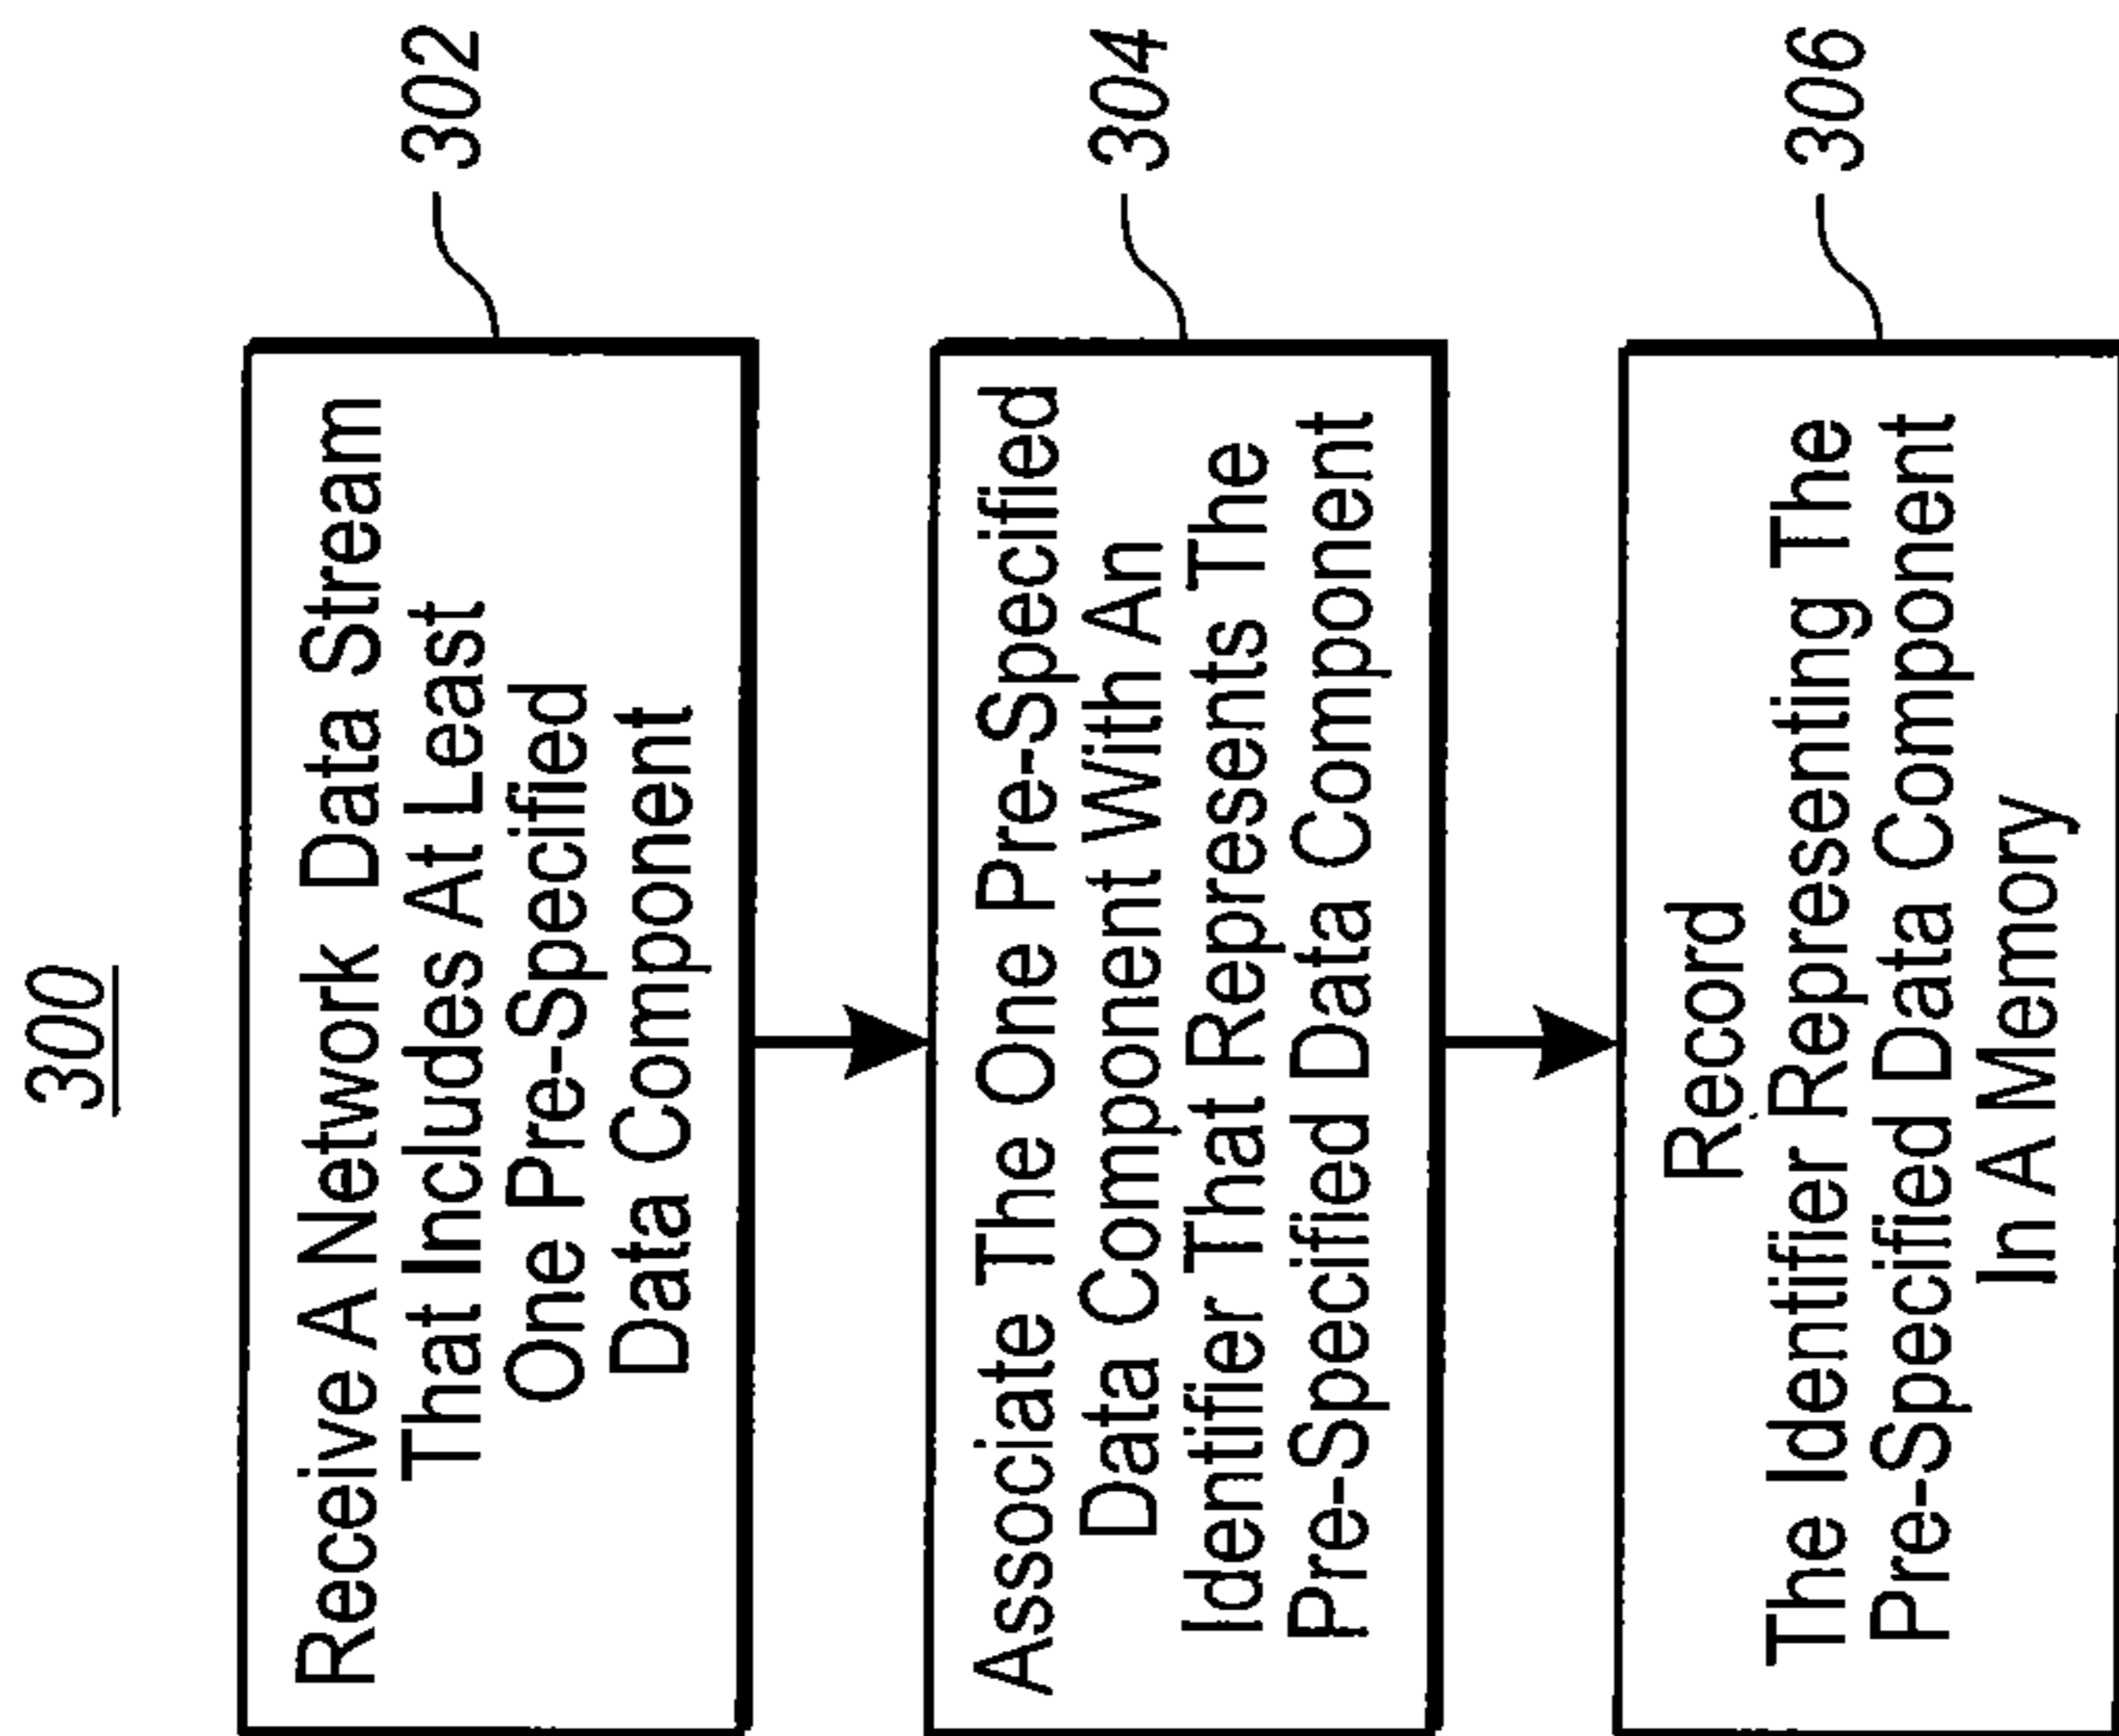 300
Receive A Network Data Stream
That Includes At Least
One Pre-Specified
Data Component
302
Associate The One Pre-Specified
Data Component With An
Identifier That Represents The
Pre-Specified Data Component
304
Record
The Identifier Representing The
Pre-Specified Data Component
In A Memory
306